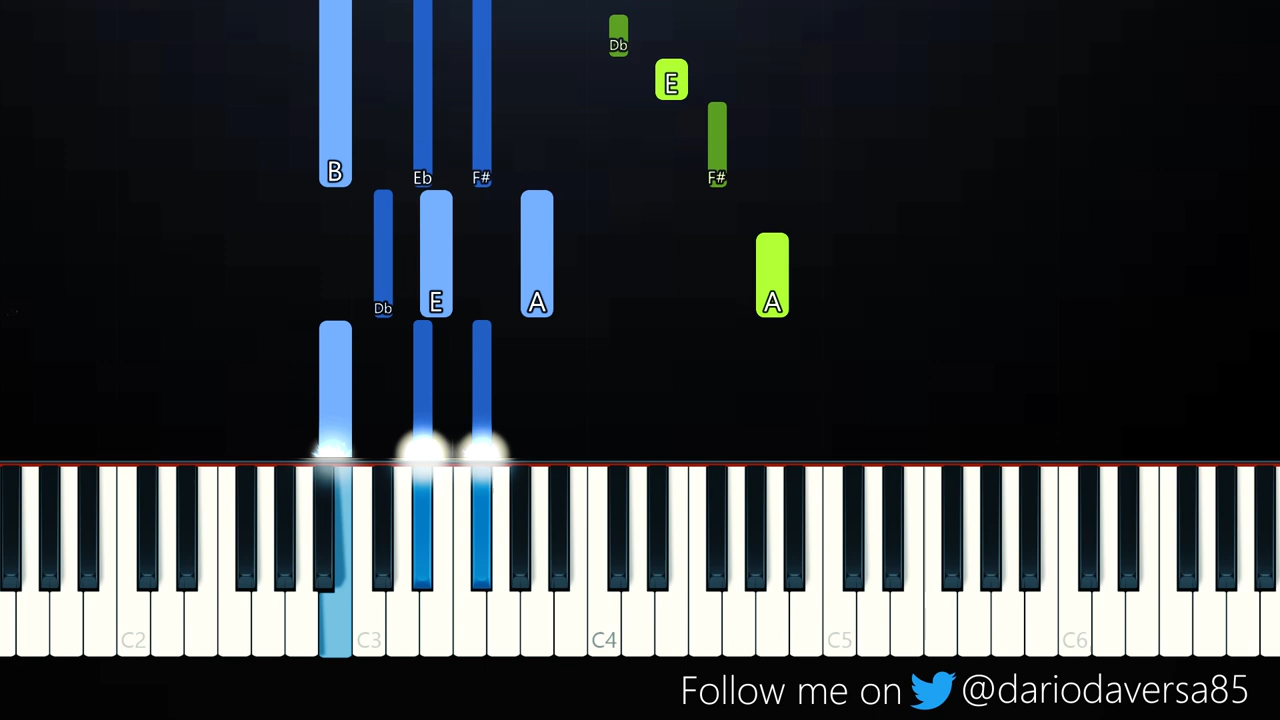 Db
E
B
Eb
F#
F#
Db
E
A
A
C2
C3
C4
C5
C6
Follow me on @dariodaversa85